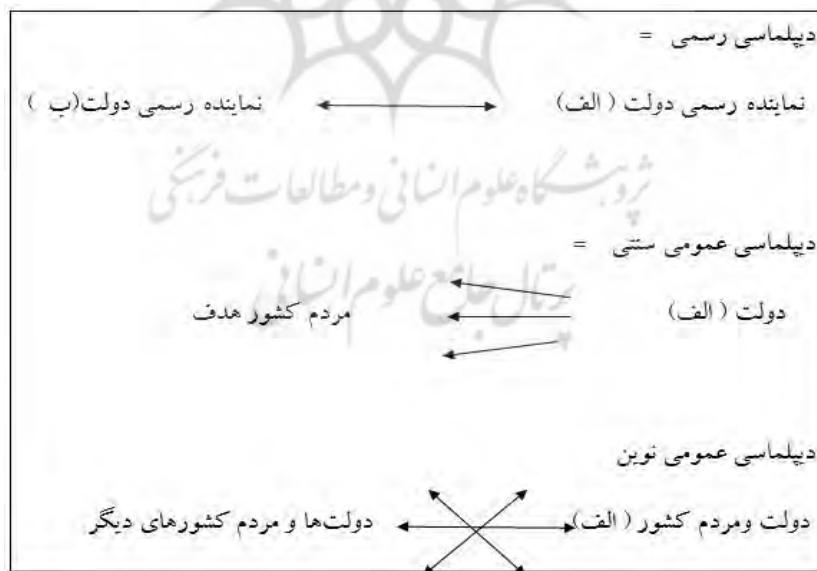 دیپلماسی رسمی =
نماینده رسمی دولت ( الف) نماینده رسمی دولت(ب )
پژوهشگاه علوم انسانی و مطالعات فرهنگی
دیپلماسی عمومی سنتی =
پرتال جامع علوم انسانی
دولت ( الف) مردم کشور هدف
دیپلماسی عمومی نوین
دولت ومردم کشور ( الف) دولت‌ها و مردم کشورهای دیگر